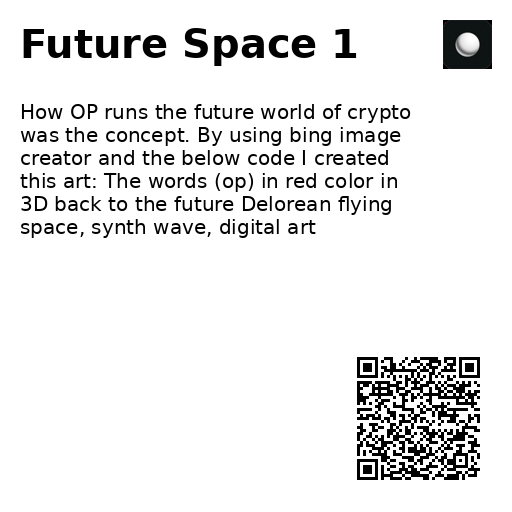 Future Space 1
How OP runs the future world of crypto
was the concept. By using bing image
creator and the below code I created
this art: The words (op) in red color in
3D back to the future Delorean flying
space, synth wave, digital art